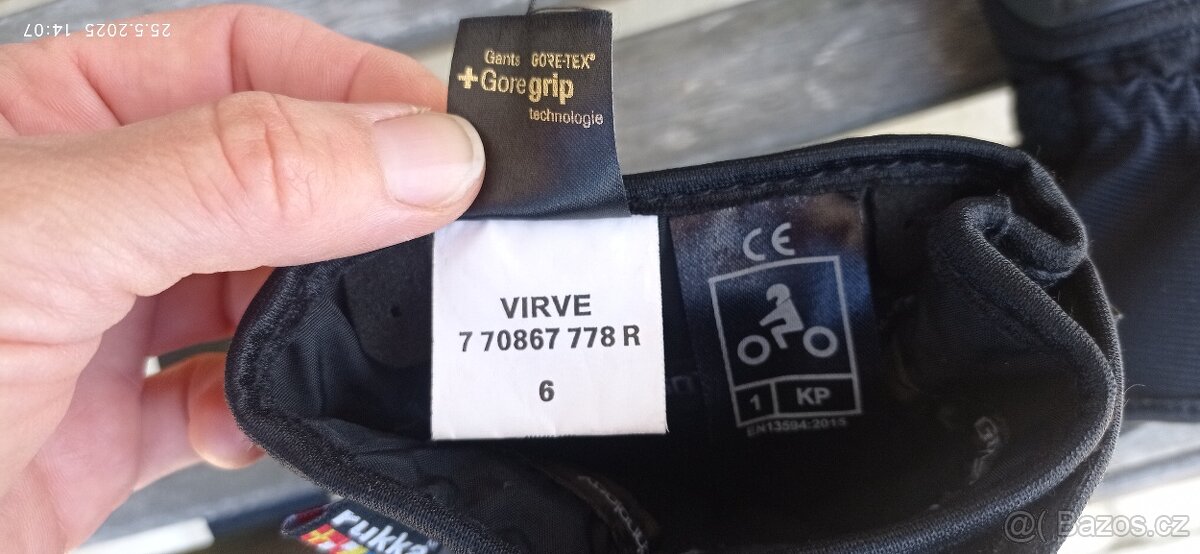 25.5.2025 14:07
Gants GORE-TEX®
+Gore grip
technologie
VIRVE
7 70867 778 R
6
CE
1 KP
EN13594:2015
rukka
Bazos.cz